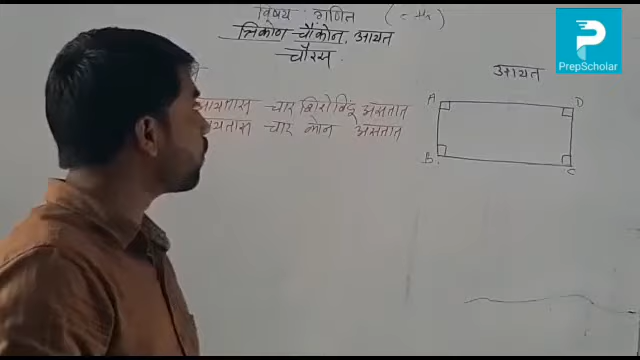 विषय : गणित
त्रिकोण चौकोन, आयत
चौरस
PrepScholar
आयत
चार शिरोबिंदू असतात
चार कोन असतात
A
D
B
C